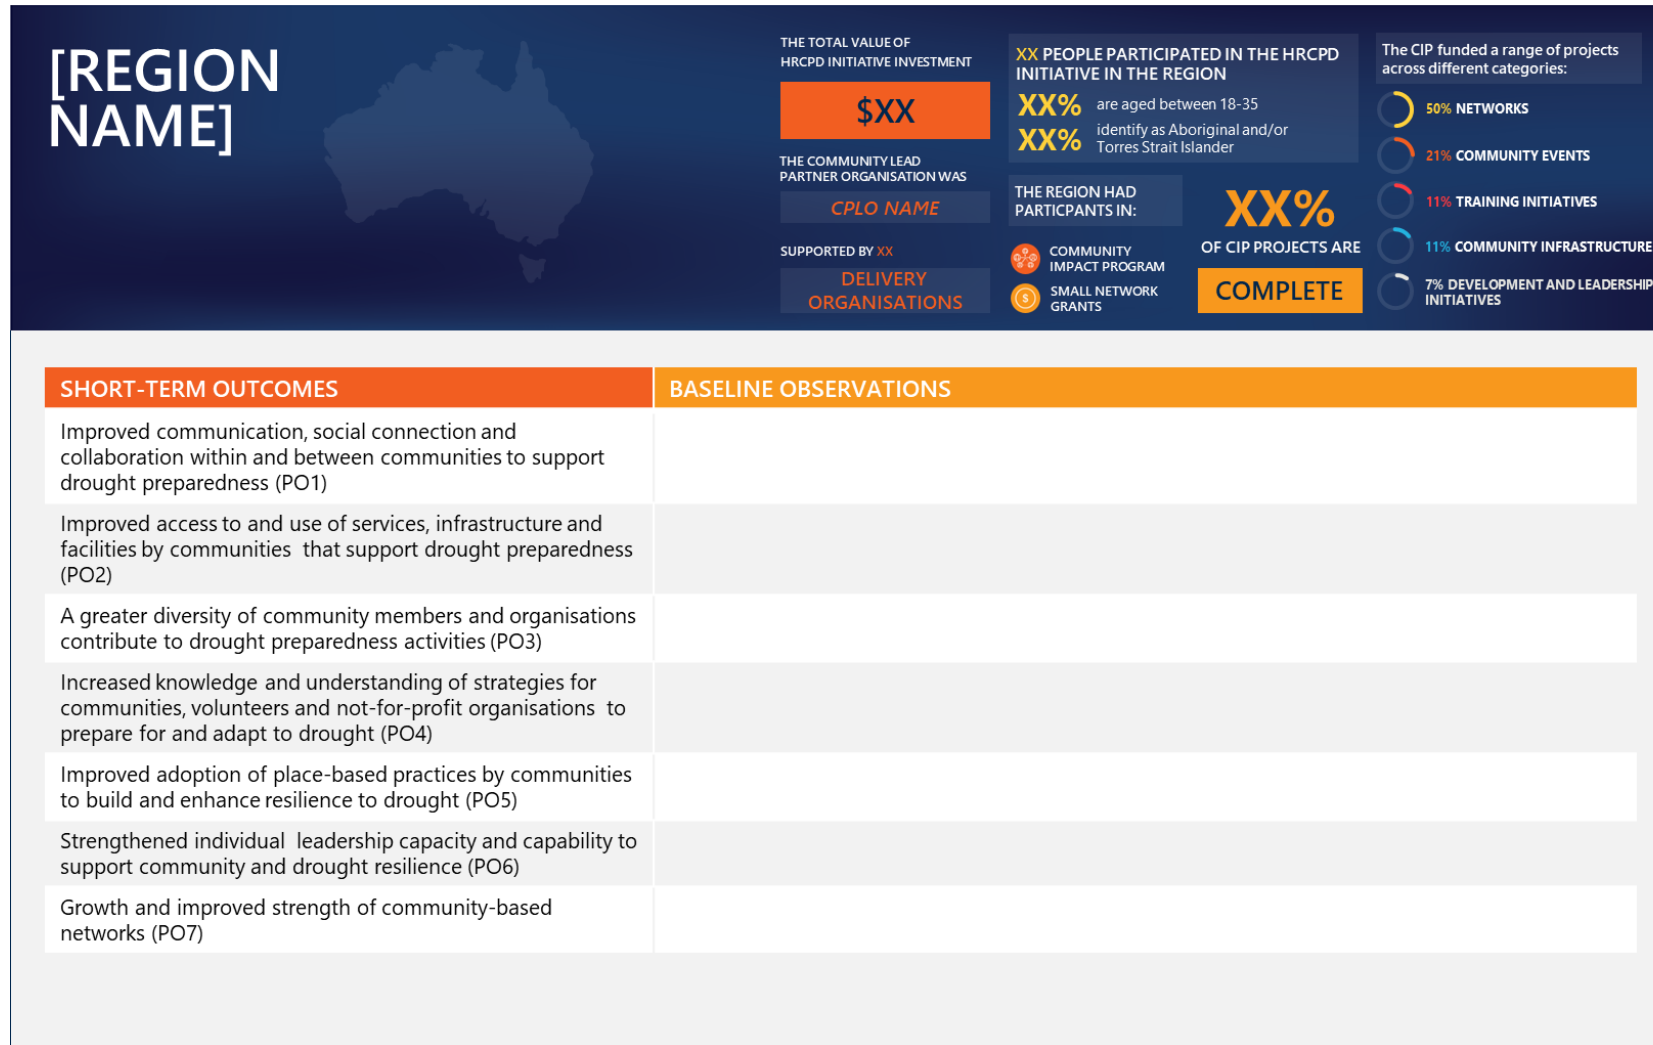 [REGION
NAME]
THE TOTAL VALUE OF
HRCPD INITIATIVE INVESTMENT
$XX
THE COMMUNITY LEAD
PARTNER ORGANISATION WAS
CPLO NAME
SUPPORTED BY XX
DELIVERY
ORGANISATIONS
XX PEOPLE PARTICIPATED IN THE HRCPD
INITIATIVE IN THE REGION
XX% are aged between 18-35
XX% identify as Aboriginal and/or
Torres Strait Islander
THE REGION HAD
PARTICPANTS IN:
COMMUNITY
IMPACT PROGRAM
$ SMALL NETWORK
GRANTS
XX%
OF CIP PROJECTS ARE
COMPLETE
The CIP funded a range of projects
across different categories:
50% NETWORKS
21% COMMUNITY EVENTS
11% TRAINING INITIATIVES
11% COMMUNITY INFRASTRUCTURE
7% DEVELOPMENT AND LEADERSHIP
INITIATIVES
SHORT-TERM OUTCOMES
BASELINE OBSERVATIONS
Improved communication, social connection and
collaboration within and between communities to support
drought preparedness (PO1)
Improved access to and use of services, infrastructure and
facilities by communities that support drought preparedness
(PO2)
A greater diversity of community members and organisations
contribute to drought preparedness activities (PO3)
Increased knowledge and understanding of strategies for
communities, volunteers and not-for-profit organisations to
prepare for and adapt to drought (PO4)
Improved adoption of place-based practices by communities
to build and enhance resilience to drought (PO5)
Strengthened individual leadership capacity and capability to
support community and drought resilience (PO6)
Growth and improved strength of community-based
networks (PO7)